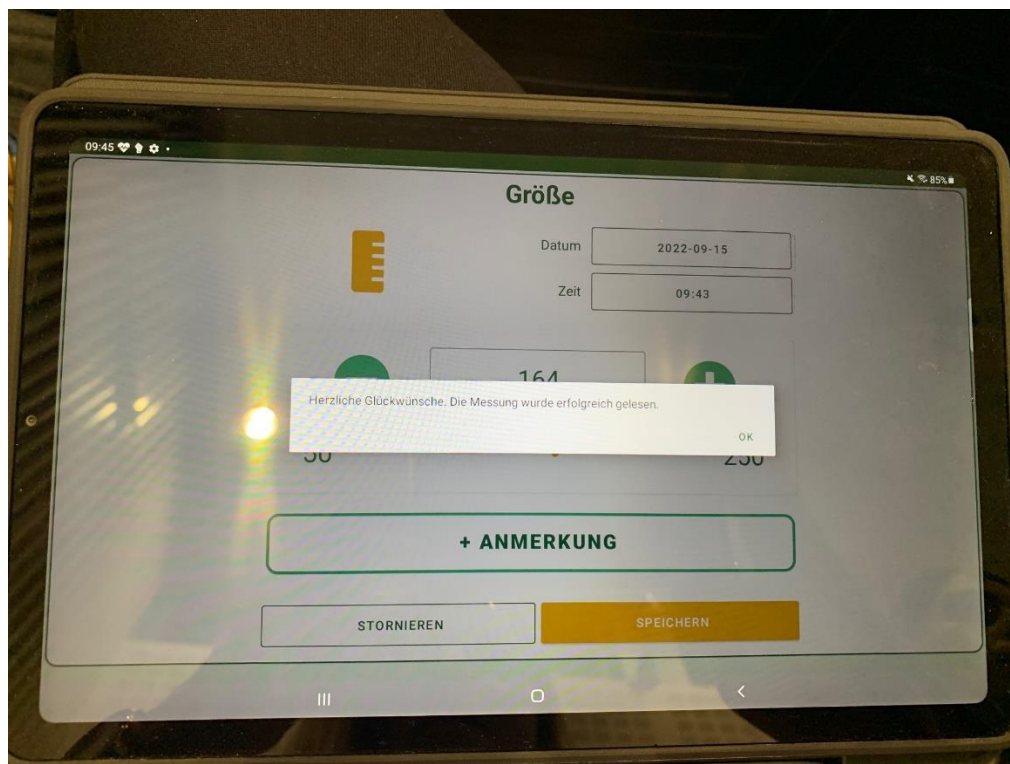 09:45
85%
Größe
Datum 2022-09-15
Zeit 09:43
164
Herzliche Glückwünsche. Die Messung wurde erfolgreich gelesen.
OK
50 250
+ ANMERKUNG
STORNIEREN SPEICHERN